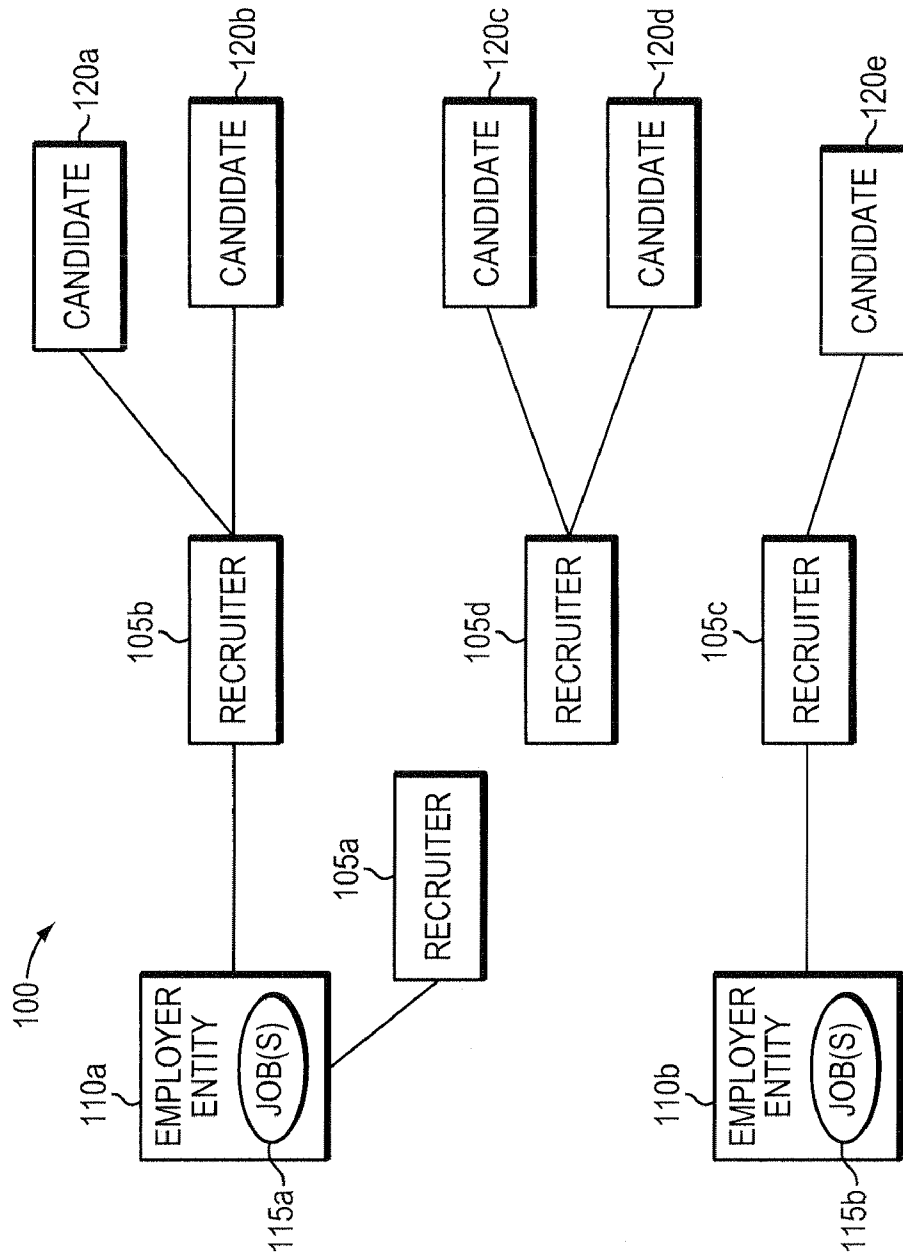 100
110a
EMPLOYER
ENTITY
JOB(S)
115a
105a
RECRUITER
105b
RECRUITER
CANDIDATE
120a
CANDIDATE
120b
105d
RECRUITER
CANDIDATE
120c
CANDIDATE
120d
110b
EMPLOYER
ENTITY
JOB(S)
115b
105c
RECRUITER
CANDIDATE
120e